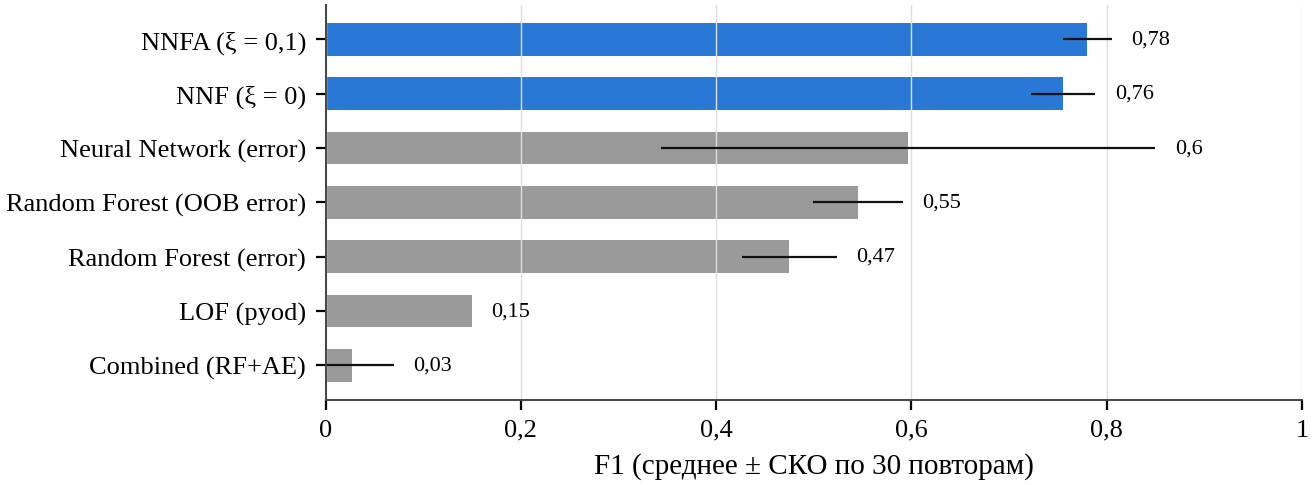 NNFA (ξ = 0,1) 0,78
NNF (ξ = 0) 0,76
Neural Network (error) 0,6
Random Forest (OOB error) 0,55
Random Forest (error) 0,47
LOF (pyod) 0,15
Combined (RF+AE) 0,03
0 0,2 0,4 0,6 0,8 1
F1 (среднее ± СКО по 30 повторам)